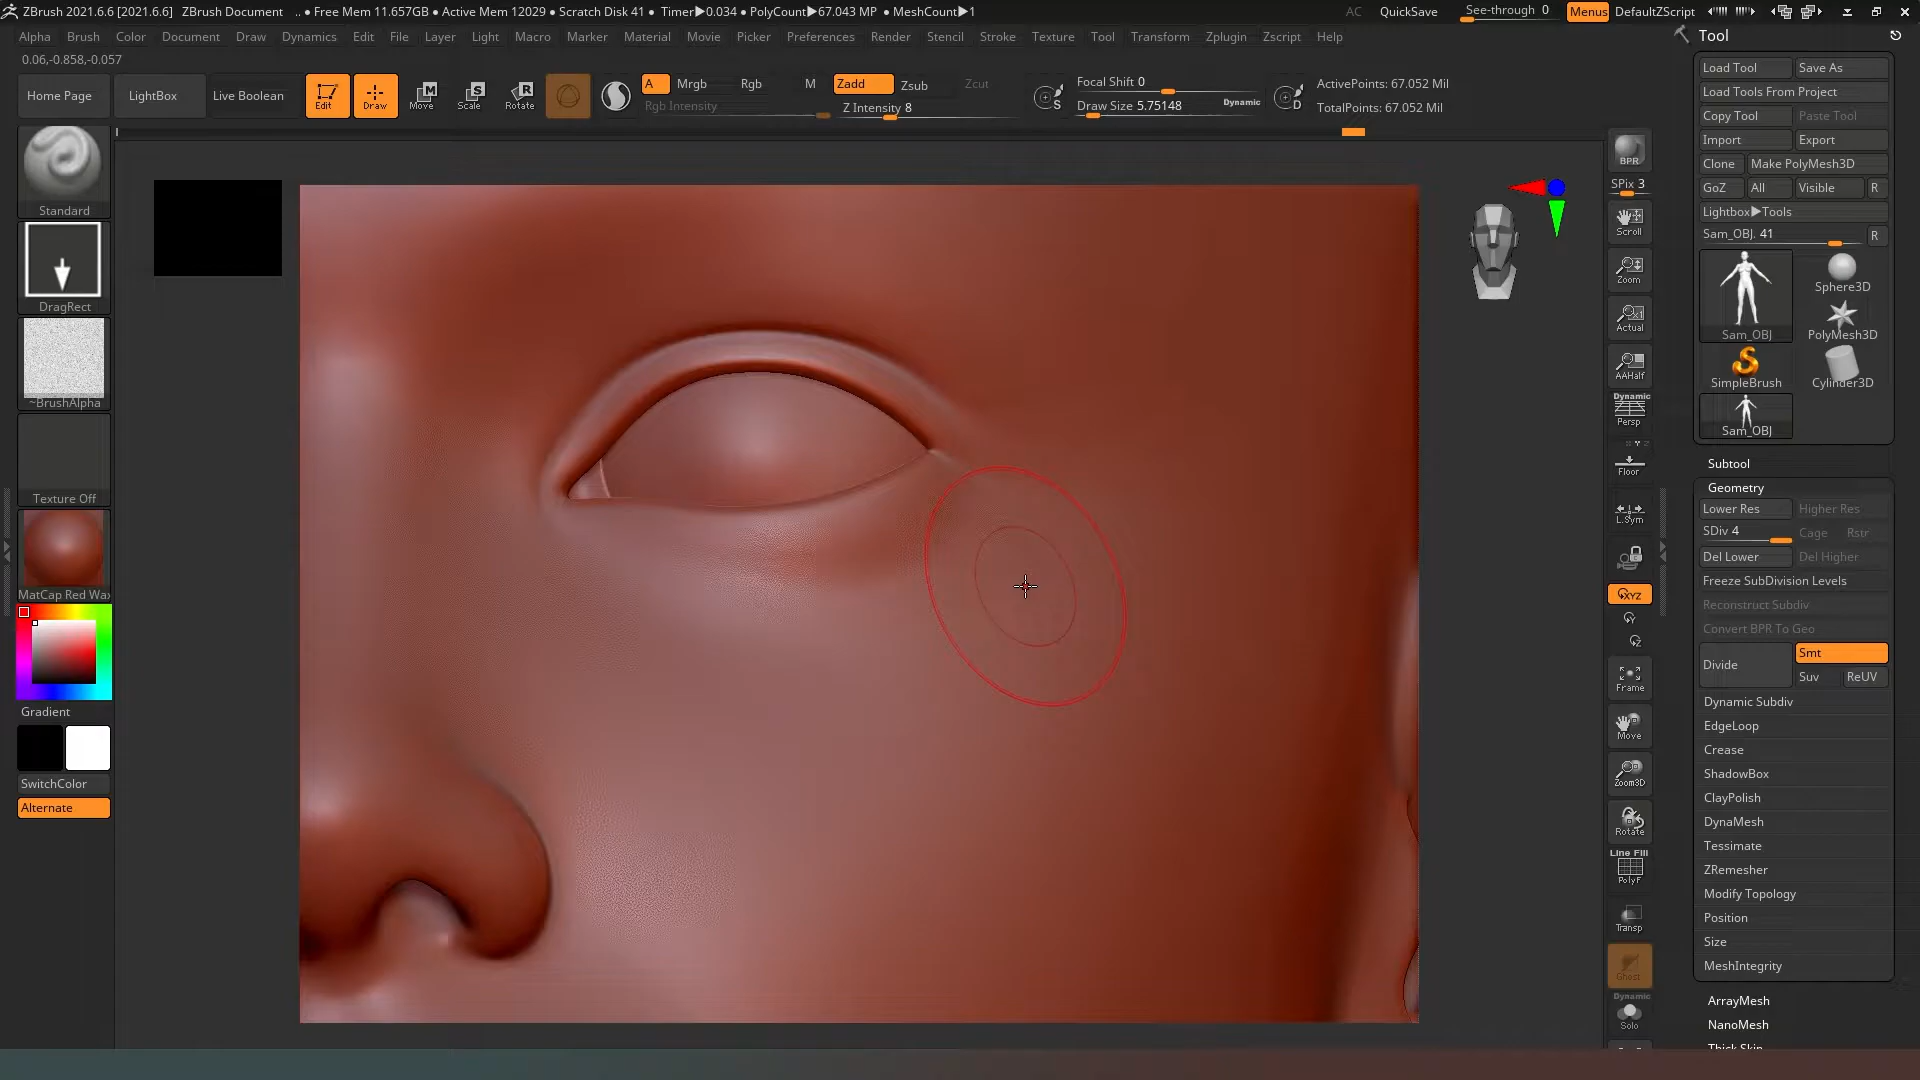 ZBrush 2021.6.6 [2021.6.6] ZBrush Document .. ● Free Mem 11.657GB ● Active Mem 12029 ● Scratch Disk 41 ● Timer▶0.034 ● PolyCount▶67.043 MP ● MeshCount▶1 AC QuickSave See-through 0 Menus DefaultZScript
Alpha Brush Color Document Draw Dynamics Edit File Layer Light Macro Marker Material Movie Picker Preferences Render Stencil Stroke Texture Tool Transform Zplugin Zscript Help
0.06,-0.858,-0.057
Home Page LightBox Live Boolean Edit Draw Move Scale Rotate
A Mrgb Rgb M Zadd Zsub Zcut
Rgb Intensity Z Intensity 8
S Focal Shift 0
Draw Size 5.75148 Dynamic D
ActivePoints: 67.052 Mil
TotalPoints: 67.052 Mil
Standard
DragRect
~BrushAlpha
Texture Off
MatCap Red Wax
Gradient
SwitchColor
Alternate
BPR
SPix 3
Scroll
Zoom
Actual
AAHalf
Dynamic
Persp
Floor
L.Sym
XYZ
Y
Z
Frame
Move
Zoom3D
Rotate
Line Fill
PolyF
Transp
Ghost
Dynamic
Solo
Tool
Load Tool Save As
Load Tools From Project
Copy Tool Paste Tool
Import Export
Clone Make PolyMesh3D
GoZ All Visible R
Lightbox▶Tools
Sam_OBJ. 41 R
Sam_OBJ Sphere3D
PolyMesh3D
SimpleBrush Cylinder3D
Sam_OBJ
Subtool
Geometry
Lower Res Higher Res
SDiv 4 Cage Rstr
Del Lower Del Higher
Freeze SubDivision Levels
Reconstruct Subdiv
Convert BPR To Geo
Divide Smt
Suv ReUV
Dynamic Subdiv
EdgeLoop
Crease
ShadowBox
ClayPolish
DynaMesh
Tessimate
ZRemesher
Modify Topology
Position
Size
MeshIntegrity
ArrayMesh
NanoMesh
Thick Skin